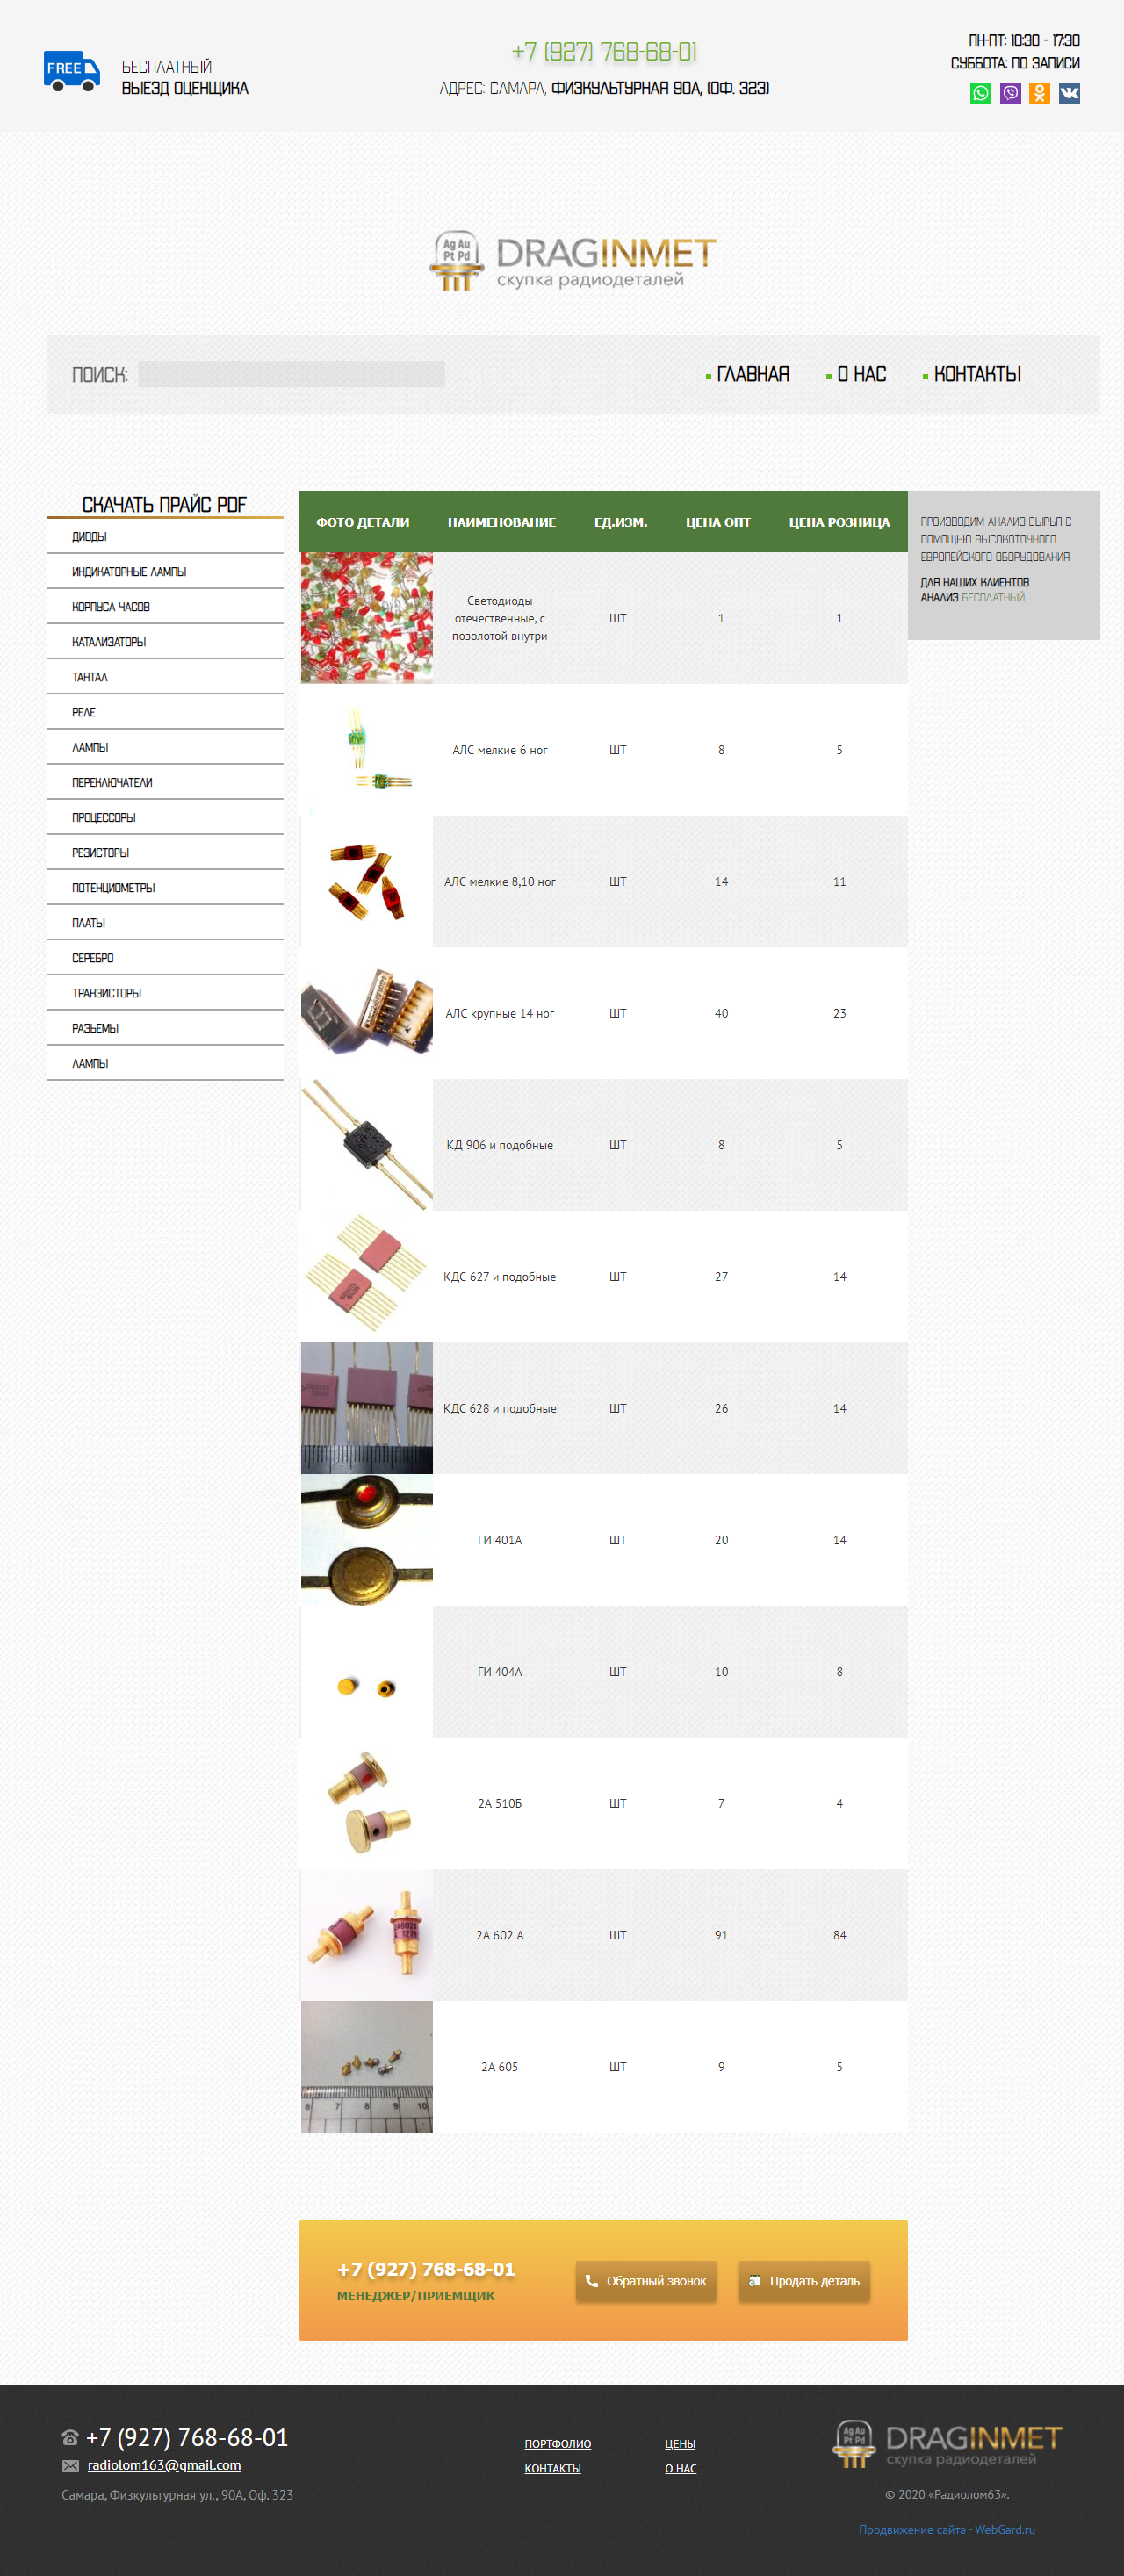 FREE
БЕСПЛАТНЫЙ
ВЫЕЗД ОЦЕНЩИКА
+7 (927) 768-68-01
АДРЕС: САМАРА, ФИЗКУЛЬТУРНАЯ 90А, (ОФ. 323)
ПН-ПТ: 10:30 - 17:30
СУББОТА: ПО ЗАПИСИ
Ag Au
Pt Pd
DRAGINMET
скупка радиодеталей
ПОИСК:
ГЛАВНАЯ
О НАС
КОНТАКТЫ
СКАЧАТЬ ПРАЙС PDF
ДИОДЫ
ИНДИКАТОРНЫЕ ЛАМПЫ
КОРПУСА ЧАСОВ
КАТАЛИЗАТОРЫ
ТАНТАЛ
РЕЛЕ
ЛАМПЫ
ПЕРЕКЛЮЧАТЕЛИ
ПРОЦЕССОРЫ
РЕЗИСТОРЫ
ПОТЕНЦИОМЕТРЫ
ПЛАТЫ
СЕРЕБРО
ТРАНЗИСТОРЫ
РАЗЪЕМЫ
ЛАМПЫ
ФОТО ДЕТАЛИ НАИМЕНОВАНИЕ ЕД.ИЗМ. ЦЕНА ОПТ ЦЕНА РОЗНИЦА
Светодиоды
отечественные, с
позолотой внутри
ШТ 1 1
АЛС мелкие 6 ног ШТ 8 5
АЛС мелкие 8,10 ног ШТ 14 11
АЛС крупные 14 ног ШТ 40 23
КД 906 и подобные ШТ 8 5
КДС 627 и подобные ШТ 27 14
КДС 628 и подобные ШТ 26 14
ГИ 401А ШТ 20 14
ГИ 404А ШТ 10 8
2А 510Б ШТ 7 4
2А602А
2А 602 А ШТ 91 84
6 7 8 9 10
2А 605 ШТ 9 5
ПРОИЗВОДИМ АНАЛИЗ СЫРЬЯ С
ПОМОЩЬЮ ВЫСОКОТОЧНОГО
ЕВРОПЕЙСКОГО ОБОРУДОВАНИЯ
ДЛЯ НАШИХ КЛИЕНТОВ
АНАЛИЗ БЕСПЛАТНЫЙ
+7 (927) 768-68-01
МЕНЕДЖЕР/ПРИЕМЩИК
Обратный звонок
Продать деталь
+7 (927) 768-68-01
radiolom163@gmail.com
Самара, Физкультурная ул., 90А, Оф. 323
ПОРТФОЛИО
ЦЕНЫ
КОНТАКТЫ
О НАС
Ag Au
Pt Pd
DRAGINMET
скупка радиодеталей
© 2020 «Радиолом63».
Продвижение сайта - WebGard.ru